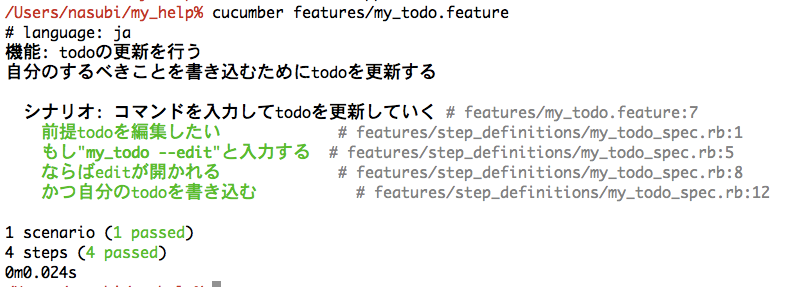 /Users/nasubi/my_help% cucumber features/my_todo.feature
# language: ja
機能: todoの更新を行う
自分のするべきことを書き込むためにtodoを更新する
シナリオ: コマンドを入力してtodoを更新していく # features/my_todo.feature:7
前提todoを編集したい # features/step_definitions/my_todo_spec.rb:1
もし"my_todo --edit"と入力する # features/step_definitions/my_todo_spec.rb:5
ならばeditが開かれる # features/step_definitions/my_todo_spec.rb:8
かつ自分のtodoを書き込む # features/step_definitions/my_todo_spec.rb:12
1 scenario (1 passed)
4 steps (4 passed)
0m0.024s